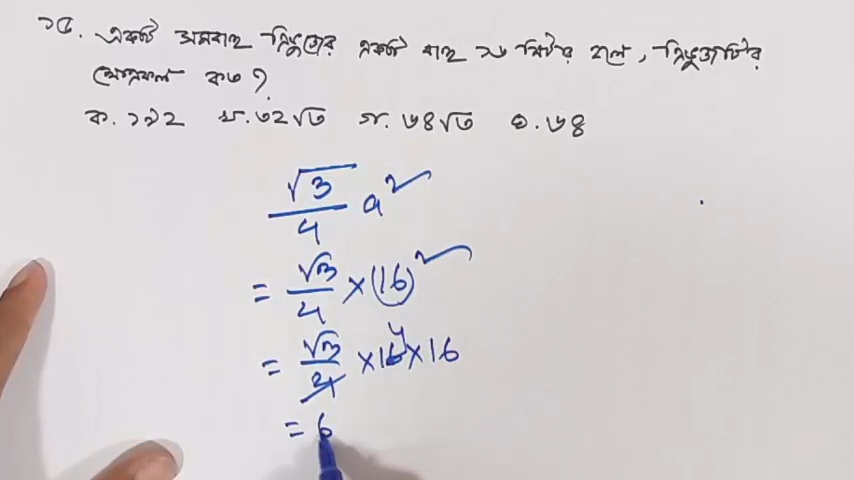 ১৫. একটি সমবাহু ত্রিভুজের একটি বাহু ১৬ মিটার হলে, ত্রিভুজটির
ক্ষেত্রফল কত?
ক. ১৯২ খ. ৩২√৩ গ. ৬৪√৩ ঘ. ৬৪
√3/4 a²
= √3/4 × (16)²
= √3/4 × 16 4 × 16
= 6